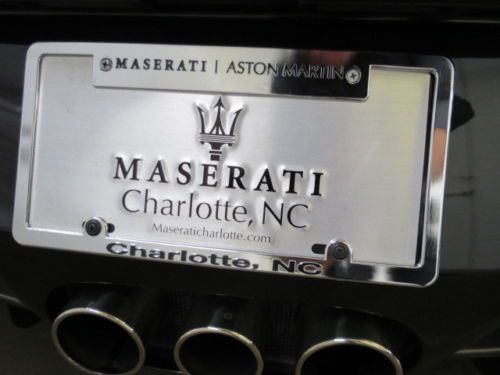 MASERATI | ASTON MARTIN
MASERATI
Charlotte, NC
Maseraticharlotte.com
Charlotte, NC